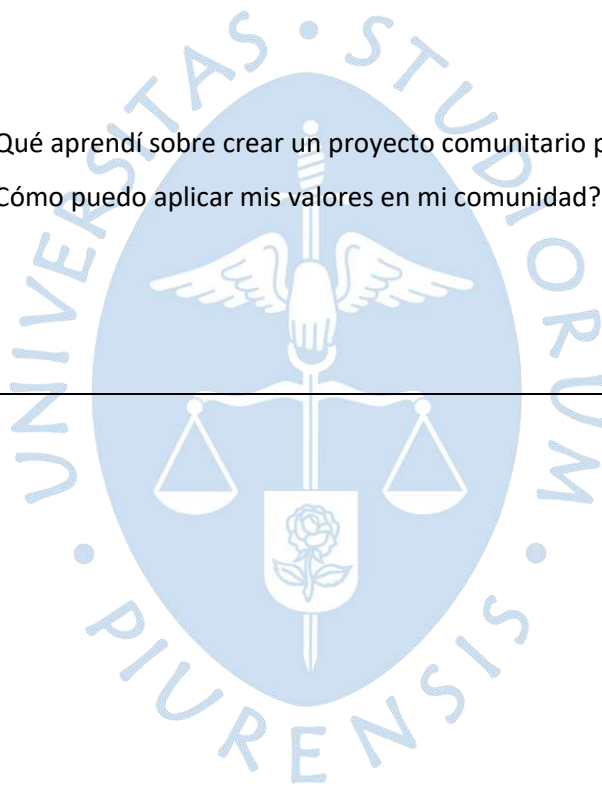 Qué aprendí sobre crear un proyecto comunitario p
Cómo puedo aplicar mis valores en mi comunidad?
UNIVERSITAS • STUDIORUM • PIURENSIS •